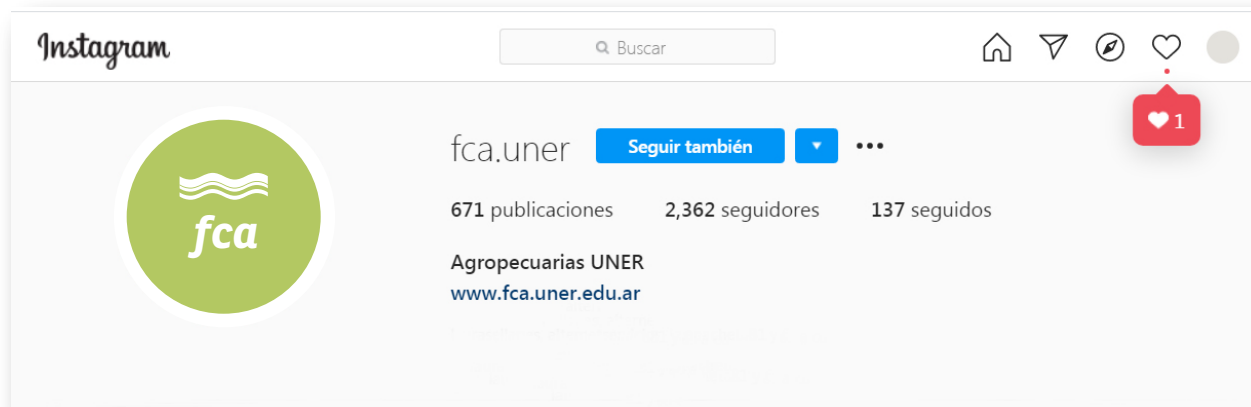 Instagram
Buscar
1
fca
fca.uner Seguir también
671 publicaciones 2,362 seguidores 137 seguidos
Agropecuarias UNER
www.fca.uner.edu.ar